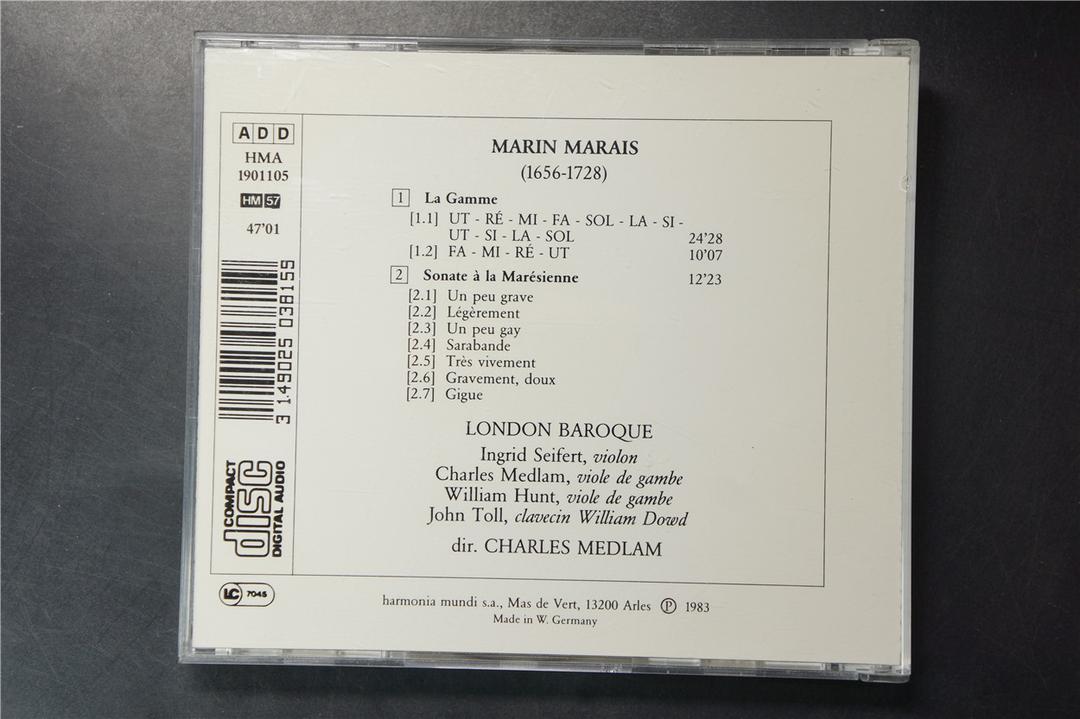 ADD
HMA
1901105
HM 57
47'01
3 149025 038159
COMPACT
disc
DIGITAL AUDIO
LC 7045
MARIN MARAIS
(1656-1728)
1 La Gamme
[1.1] UT - RÉ - MI - FA - SOL - LA - SI -
UT - SI - LA - SOL 24'28
[1.2] FA - MI - RÉ - UT 10'07
2 Sonate à la Marésienne 12'23
[2.1] Un peu grave
[2.2] Légèrement
[2.3] Un peu gay
[2.4] Sarabande
[2.5] Très vivement
[2.6] Gravement, doux
[2.7] Gigue
LONDON BAROQUE
Ingrid Seifert, violon
Charles Medlam, viole de gambe
William Hunt, viole de gambe
John Toll, clavecin William Dowd
dir. CHARLES MEDLAM
harmonia mundi s.a., Mas de Vert, 13200 Arles Ⓟ 1983
Made in W. Germany